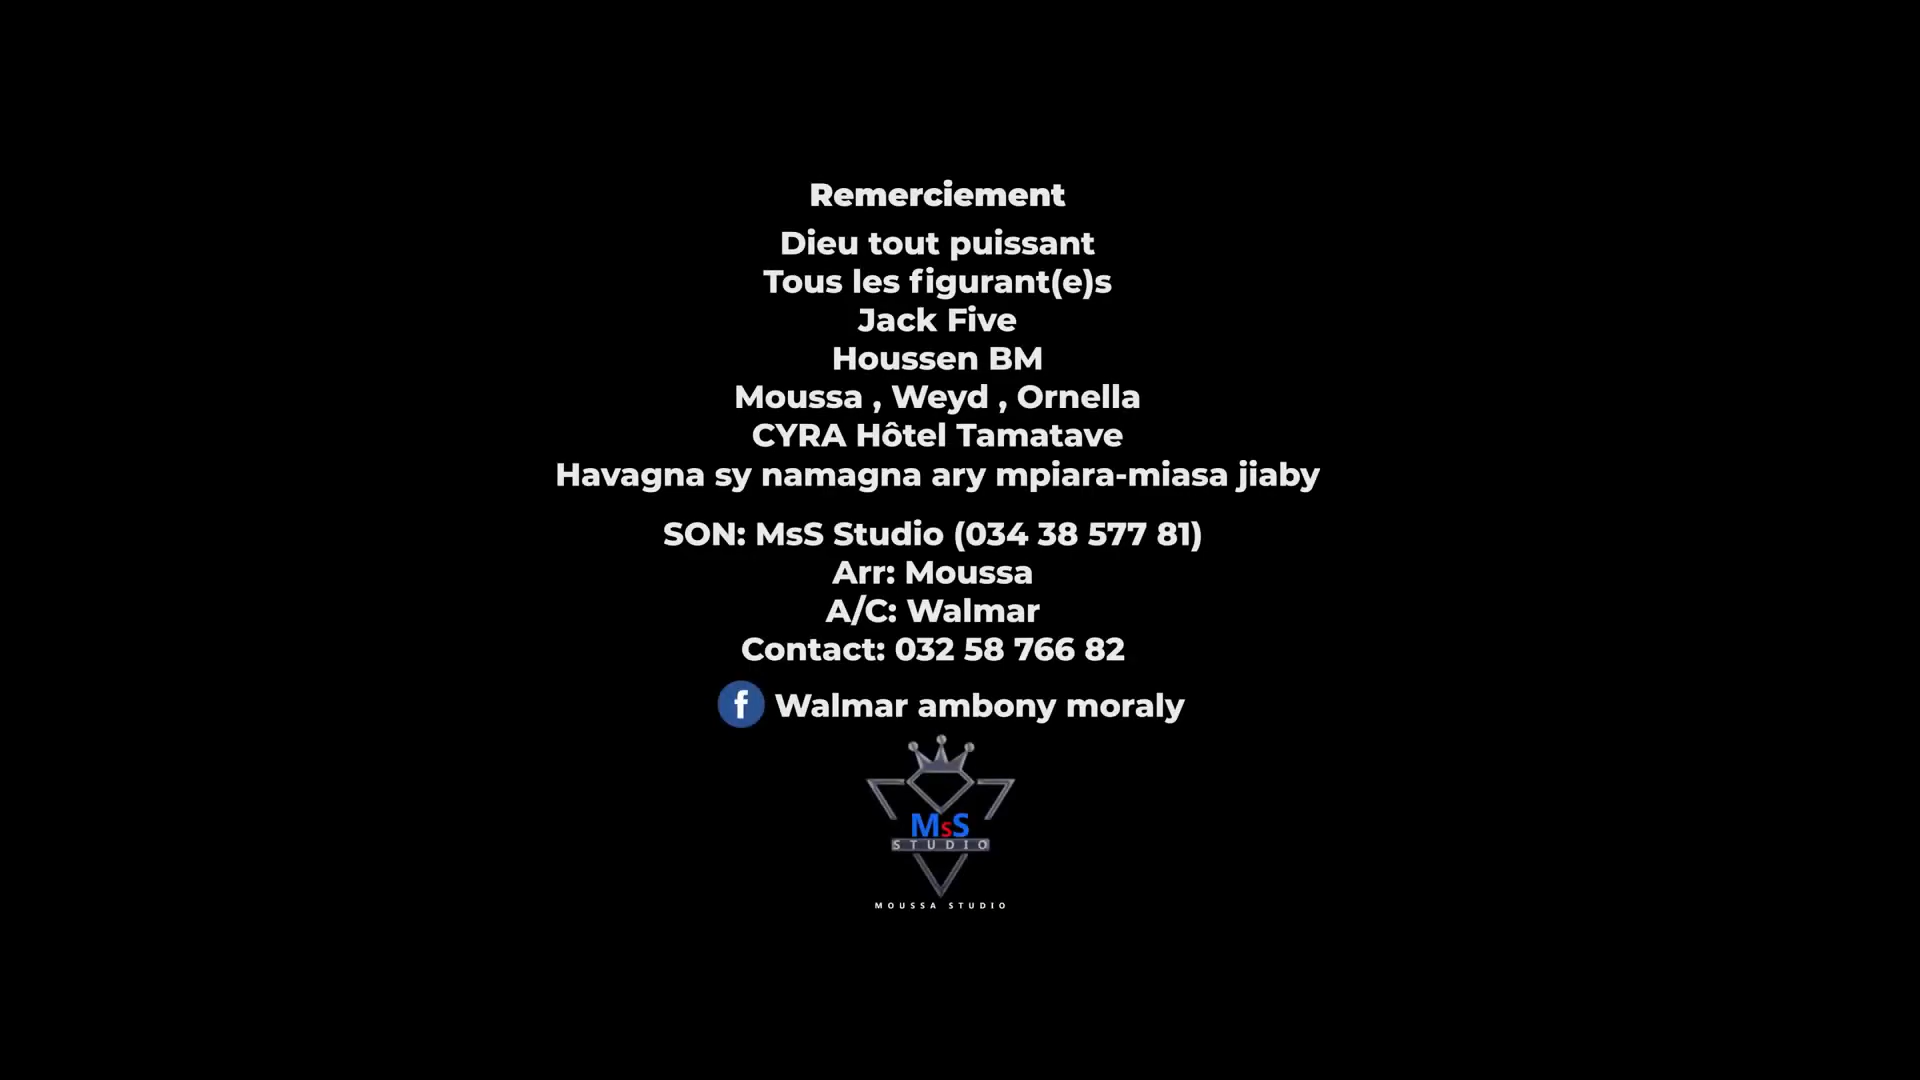 Remerciement
Dieu tout puissant
Tous les figurant(e)s
Jack Five
Houssen BM
Moussa , Weyd , Ornella
CYRA Hôtel Tamatave
Havagna sy namagna ary mpiara-miasa jiaby
SON: MsS Studio (034 38 577 81)
Arr: Moussa
A/C: Walmar
Contact: 032 58 766 82
f Walmar ambony moraly
MsS
STUDIO
MOUSSA STUDIO